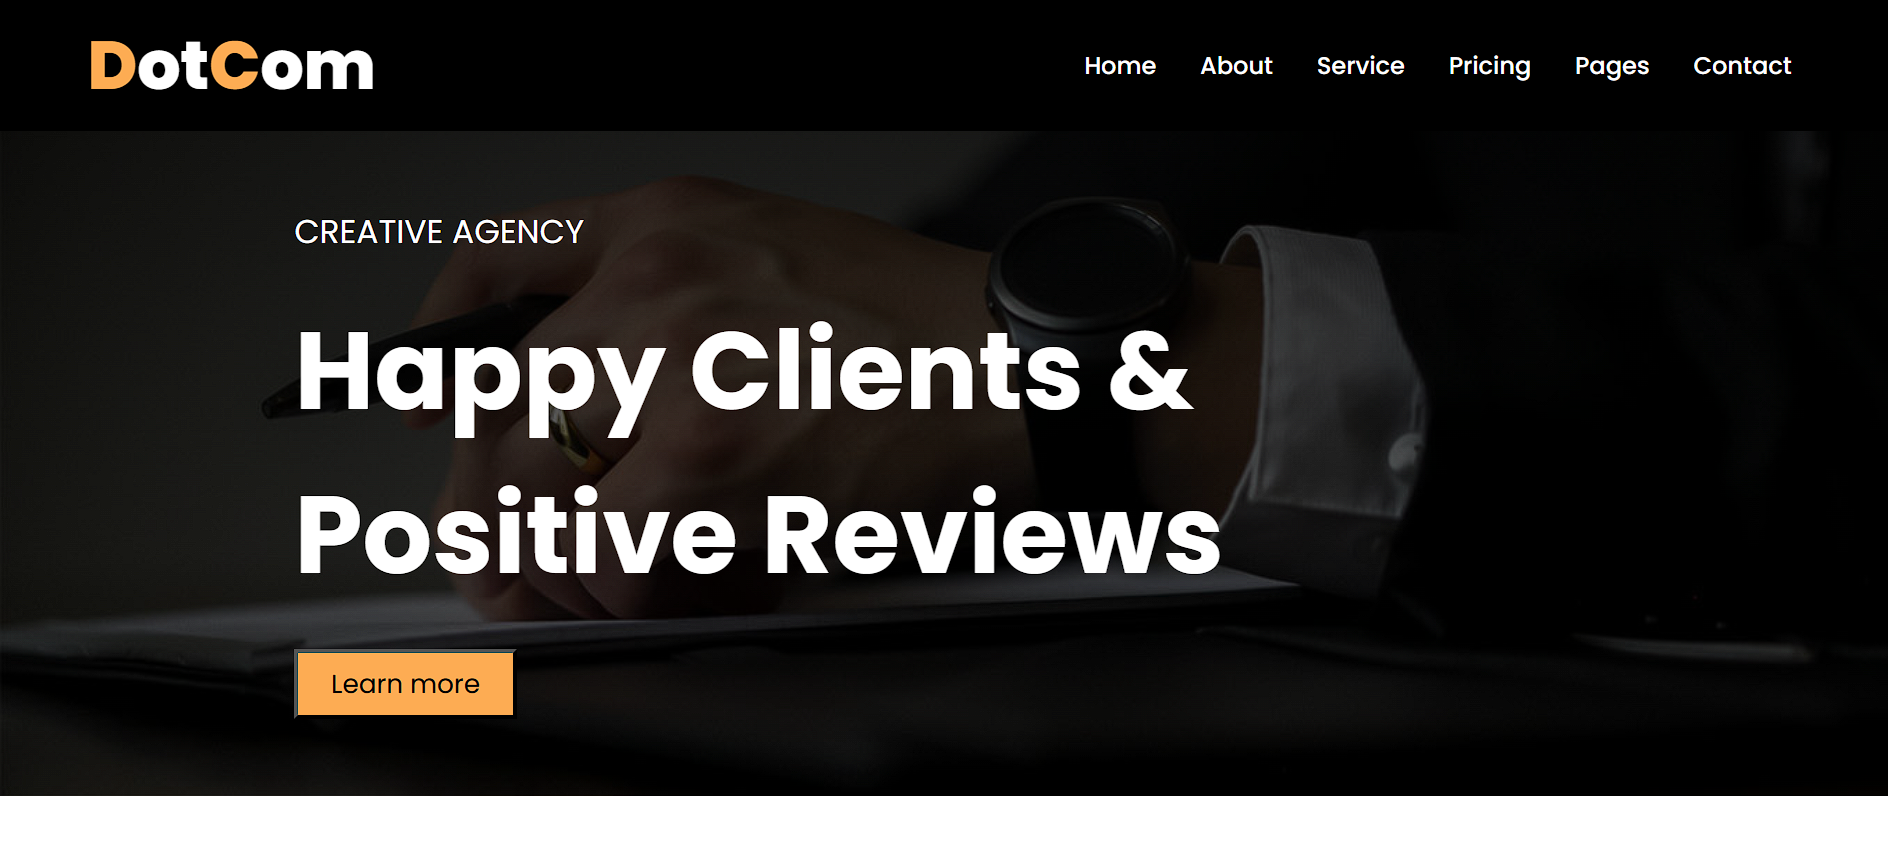 DotCom
Home About Service Pricing Pages Contact
CREATIVE AGENCY
Happy Clients &
Positive Reviews
Learn more